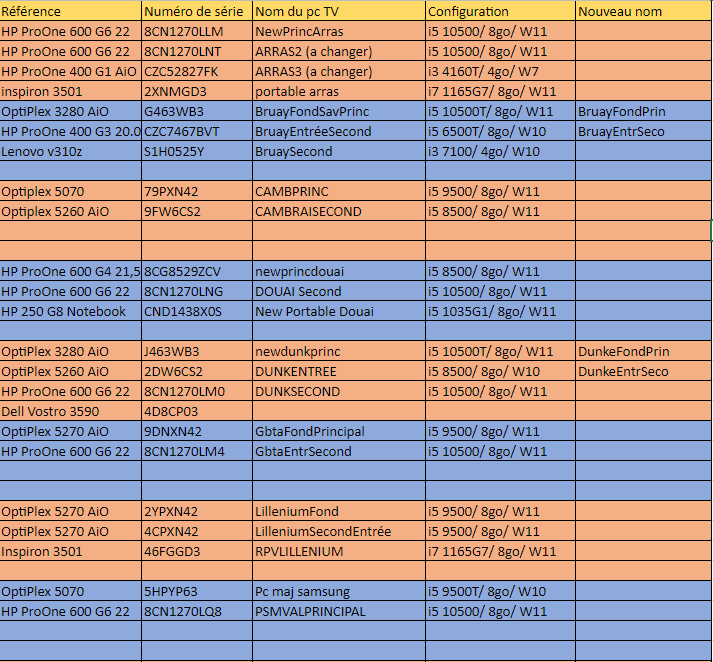 Référence Numéro de série Nom du pc TV Configuration Nouveau nom
HP ProOne 600 G6 22 8CN1270LLM NewPrincArras i5 10500/ 8go/ W11
HP ProOne 600 G6 22 8CN1270LNT ARRAS2 (a changer) i5 10500/ 8go/ W11
HP ProOne 400 G1 AiO CZC52827FK ARRAS3 (a changer) i3 4160T/ 4go/ W7
inspiron 3501 2XNMGD3 portable arras i7 1165G7/ 8go/ W11
OptiPlex 3280 AiO G463WB3 BruayFondSavPrinc i5 10500T/ 8go/ W11 BruayFondPrin
HP ProOne 400 G3 20.0 CZC7467BVT BruayEntréeSecond i5 6500T/ 8go/ W10 BruayEntrSeco
Lenovo v310z S1H0525Y BruaySecond i3 7100/ 4go/ W10
Optiplex 5070 79PXN42 CAMBPRINC i5 9500/ 8go/ W11
Optiplex 5260 AiO 9FW6CS2 CAMBRAISECOND i5 8500/ 8go/ W11
HP ProOne 600 G4 21,5 8CG8529ZCV newprincdouai i5 8500/ 8go/ W11
HP ProOne 600 G6 22 8CN1270LNG DOUAI Second i5 10500/ 8go/ W11
HP 250 G8 Notebook CND1438X0S New Portable Douai i5 1035G1/ 8go/ W11
OptiPlex 3280 AiO J463WB3 newdunkprinc i5 10500T/ 8go/ W11 DunkeFondPrin
OptiPlex 5260 AiO 2DW6CS2 DUNKENTREE i5 8500/ 8go/ W10 DunkeEntrSeco
HP ProOne 600 G6 22 8CN1270LM0 DUNKSECOND i5 10500/ 8go/ W11
Dell Vostro 3590 4D8CP03
OptiPlex 5270 AiO 9DNXN42 GbtaFondPrincipal i5 9500/ 8go/ W11
HP ProOne 600 G6 22 8CN1270LM4 GbtaEntrSecond i5 10500/ 8go/ W11
OptiPlex 5270 AiO 2YPXN42 LilleniumFond i5 9500/ 8go/ W11
OptiPlex 5270 AiO 4CPXN42 LilleniumSecondEntrée i5 9500/ 8go/ W11
Inspiron 3501 46FGGD3 RPVLILLENIUM i7 1165G7/ 8go/ W11
OptiPlex 5070 5HPYP63 Pc maj samsung i5 9500T/ 8go/ W10
HP ProOne 600 G6 22 8CN1270LQ8 PSMVALPRINCIPAL i5 10500/ 8go/ W11